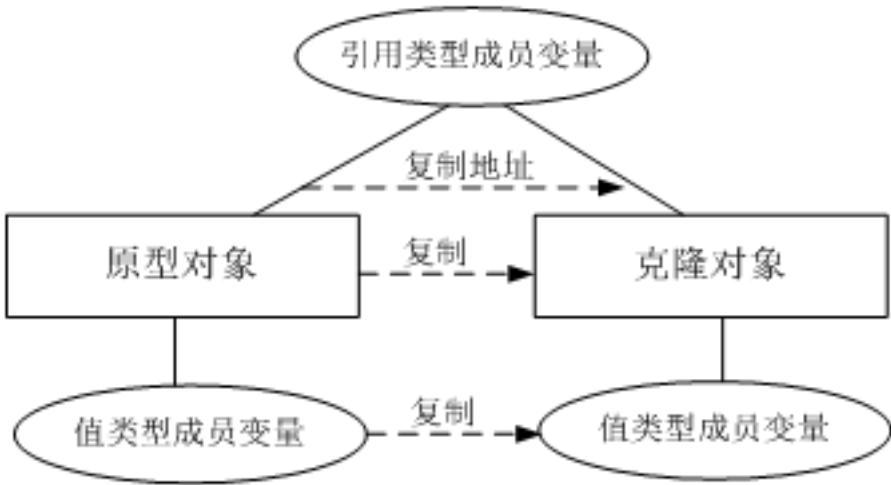 引用类型成员变量
复制地址
原型对象
复制
克隆对象
值类型成员变量
复制
值类型成员变量